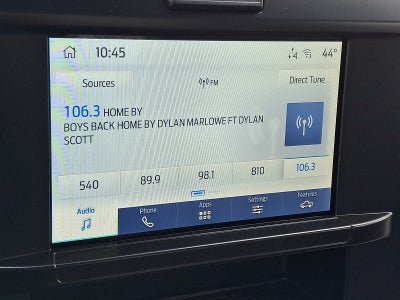 10:45
44°
Sources
FM
Direct Tune
106.3 HOME BY
BOYS BACK HOME BY DYLAN MARLOWE FT DYLAN
SCOTT
540
89.9
98.1
810
106.3
Audio
Phone
Apps
Settings
Features